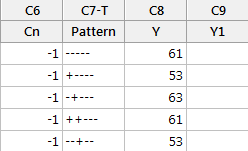 C6 C7-T C8 C9
Cn Pattern Y Y1
-1 ----- 61
-1 +---- 53
-1 -+--- 63
-1 ++--- 61
-1 --+-- 53